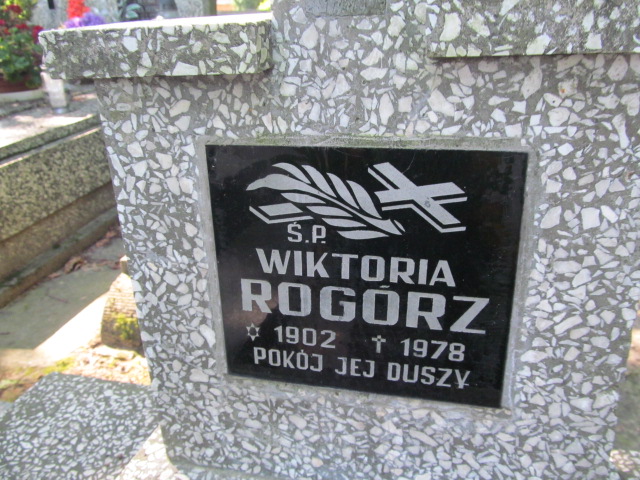 Ś.P.
WIKTORIA
ROGÓRZ
✡ 1902 ✝ 1978
POKÓJ JEJ DUSZY